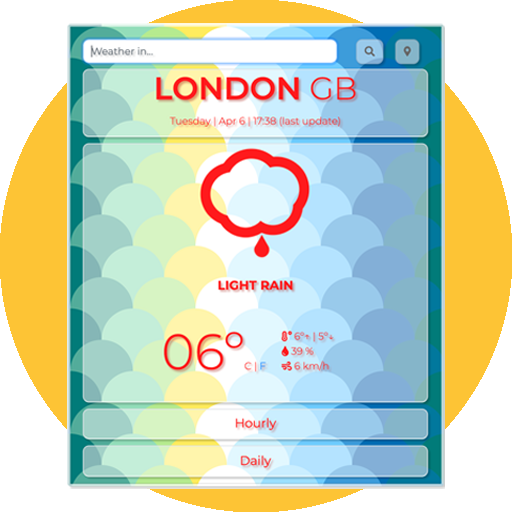 Weather in...
LONDON GB
Tuesday | Apr 6 | 17:38 (last update)
LIGHT RAIN
06°
C | F
6°↑ | 5°↓
39 %
6 km/h
Hourly
Daily